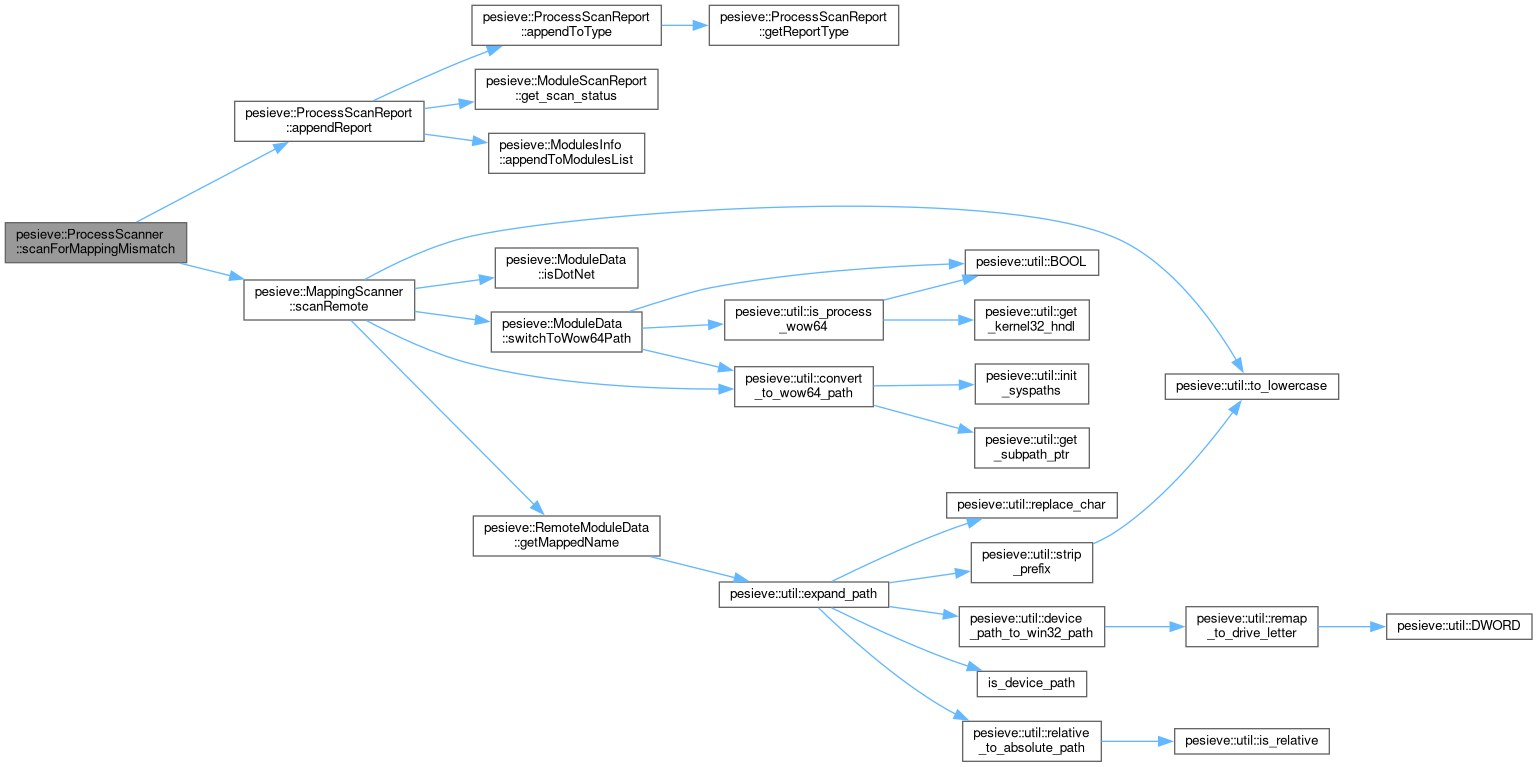 pesieve::ProcessScanReport
::appendToType
pesieve::ProcessScanReport
::getReportType
pesieve::ModuleScanReport
::get_scan_status
pesieve::ProcessScanReport
::appendReport
pesieve::ModulesInfo
::appendToModulesList
pesieve::ProcessScanner
::scanForMappingMismatch
pesieve::MappingScanner
::scanRemote
pesieve::ModuleData
::isDotNet
pesieve::util::BOOL
pesieve::ModuleData
::switchToWow64Path
pesieve::util::is_process
_wow64
pesieve::util::get
_kernel32_hndl
pesieve::util::convert
_to_wow64_path
pesieve::util::init
_syspaths
pesieve::util::to_lowercase
pesieve::util::get
_subpath_ptr
pesieve::RemoteModuleData
::getMappedName
pesieve::util::replace_char
pesieve::util::strip
_prefix
pesieve::util::expand_path
pesieve::util::device
_path_to_win32_path
pesieve::util::remap
_to_drive_letter
pesieve::util::DWORD
is_device_path
pesieve::util::relative
_to_absolute_path
pesieve::util::is_relative